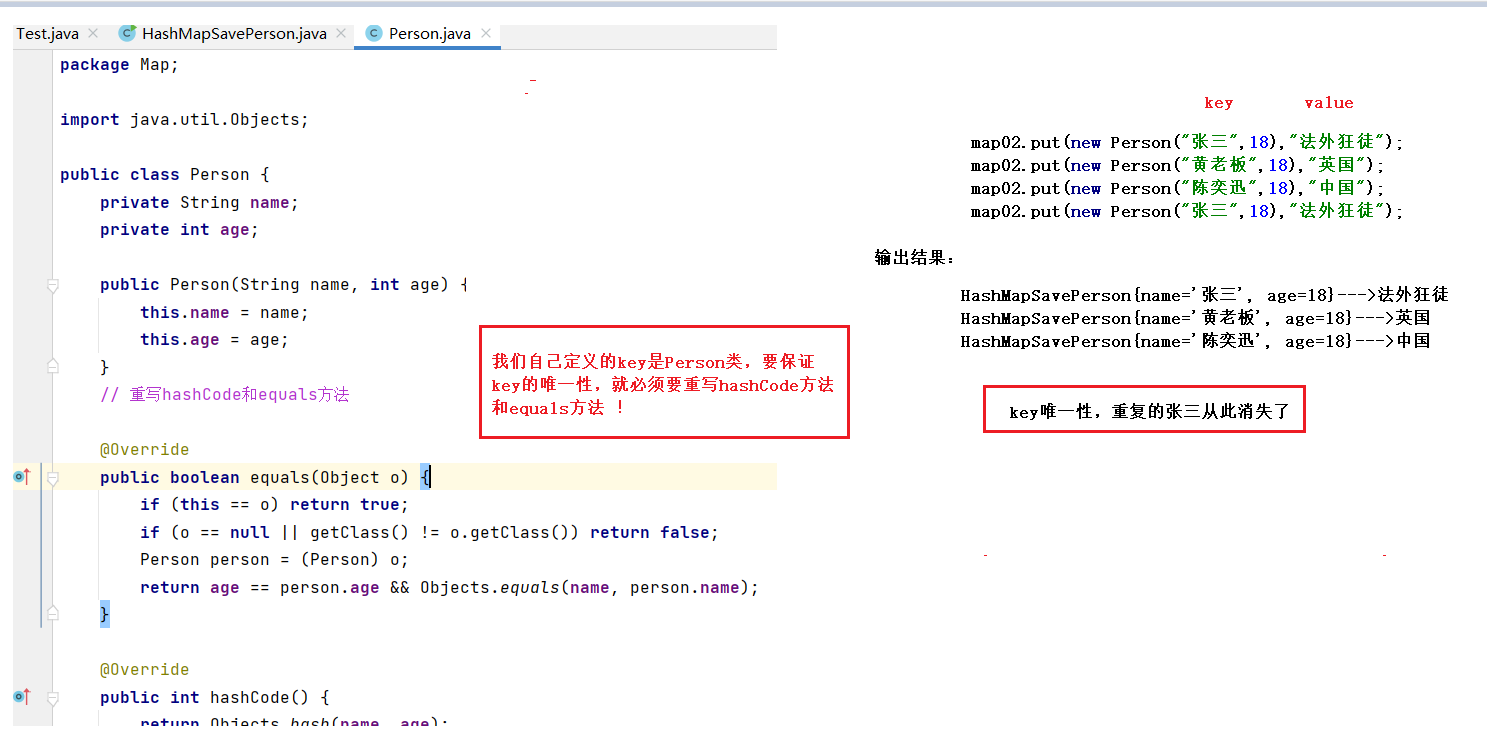 Test.java
HashMapSavePerson.java
Person.java
package Map;
import java.util.Objects;
public class Person {
private String name;
private int age;
public Person(String name, int age) {
this.name = name;
this.age = age;
}
// 重写hashCode和equals方法
@Override
public boolean equals(Object o) {
if (this == o) return true;
if (o == null || getClass() != o.getClass()) return false;
Person person = (Person) o;
return age == person.age && Objects.equals(name, person.name);
}
@Override
public int hashCode() {
return Objects.hash(name, age);
我们自己定义的key是Person类，要保证
key的唯一性，就必须要重写hashCode方法
和equals方法 ！
key value
map02.put(new Person("张三",18),"法外狂徒");
map02.put(new Person("黄老板",18),"英国");
map02.put(new Person("陈奕迅",18),"中国");
map02.put(new Person("张三",18),"法外狂徒");
输出结果：
HashMapSavePerson{name='张三', age=18}--->法外狂徒
HashMapSavePerson{name='黄老板', age=18}--->英国
HashMapSavePerson{name='陈奕迅', age=18}--->中国
key唯一性，重复的张三从此消失了